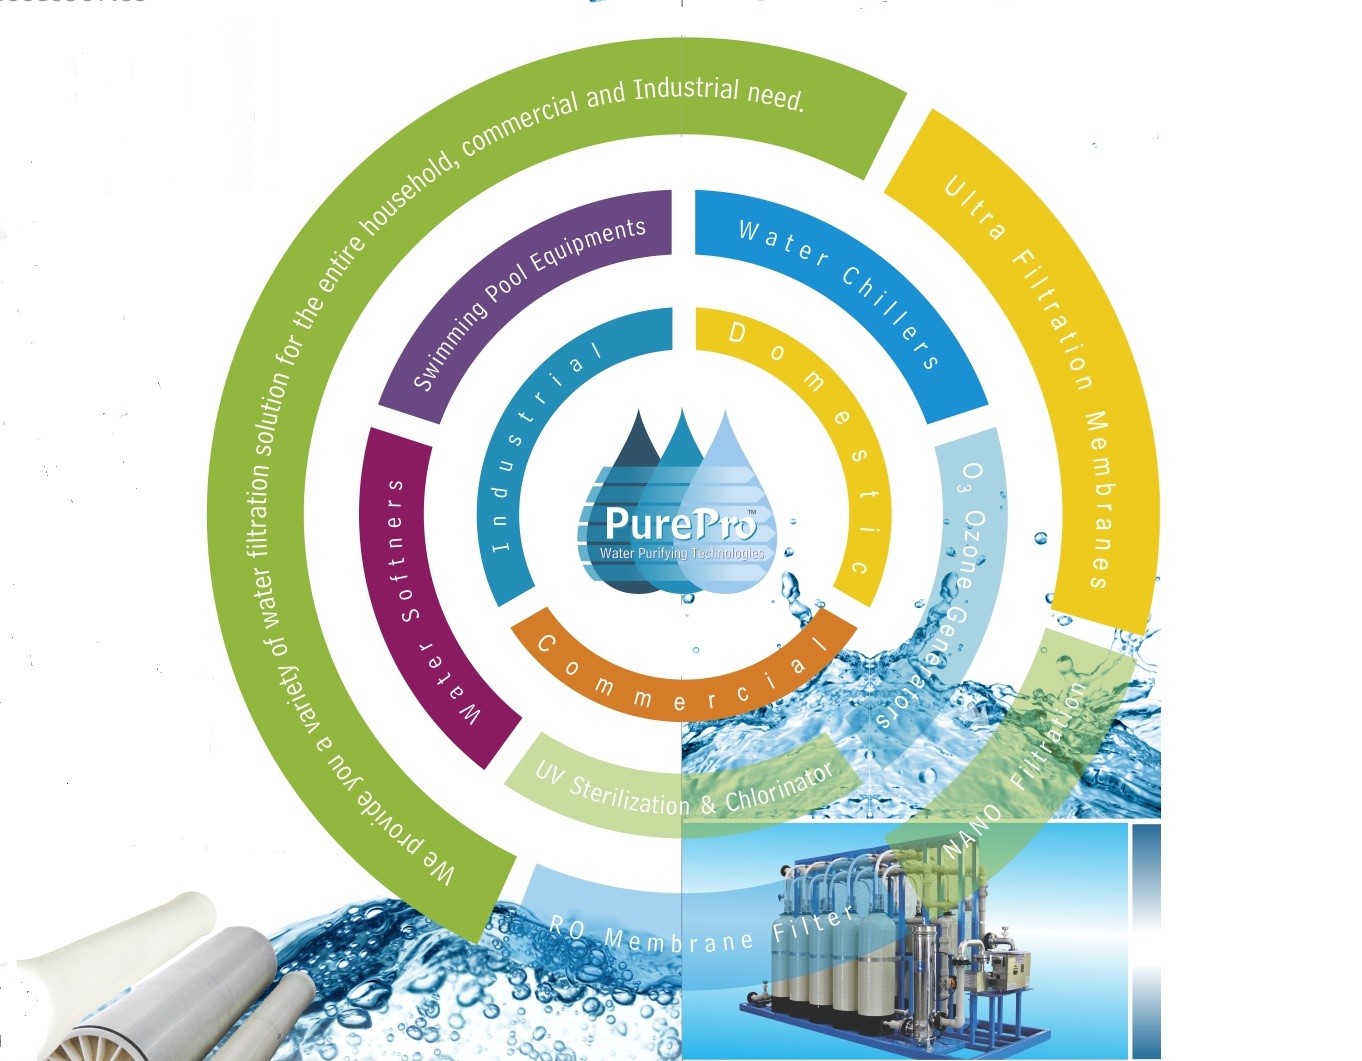 We provide you a variety of water filtration solution for the entire household, commercial and Industrial need.
Ultra Filtration Membranes
NANO Filtration
RO Membrane Filter
Swimming Pool Equipments
Water Chillers
O3 Ozone Generators
UV Sterilization & Chlorinator
Water Softners
Industrial
Domestic
Commercial
PurePro™
Water Purifying Technologies